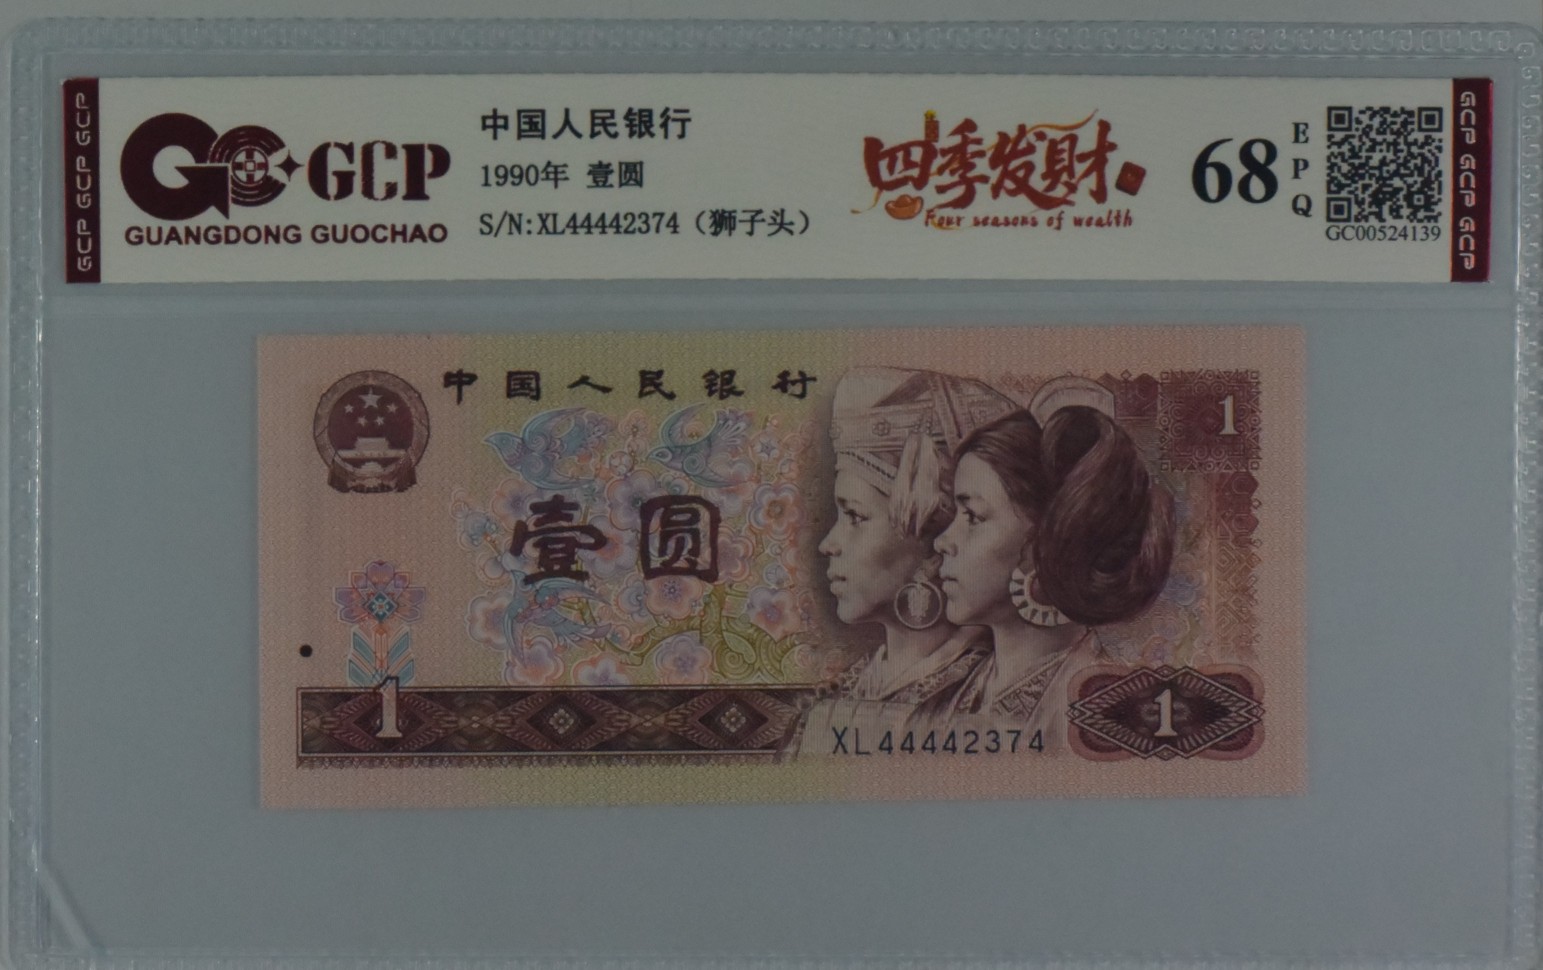 GCP GCP GCP
GCP
GUANGDONG GUOCHAO
中国人民银行
1990年 壹圆
S/N:XL44442374（狮子头）
四季发财
Four seasons of wealth
68
EPQ
GC00524139
GCP GCP GCP
中国人民银行
1
壹圆
1
XL44442374
1